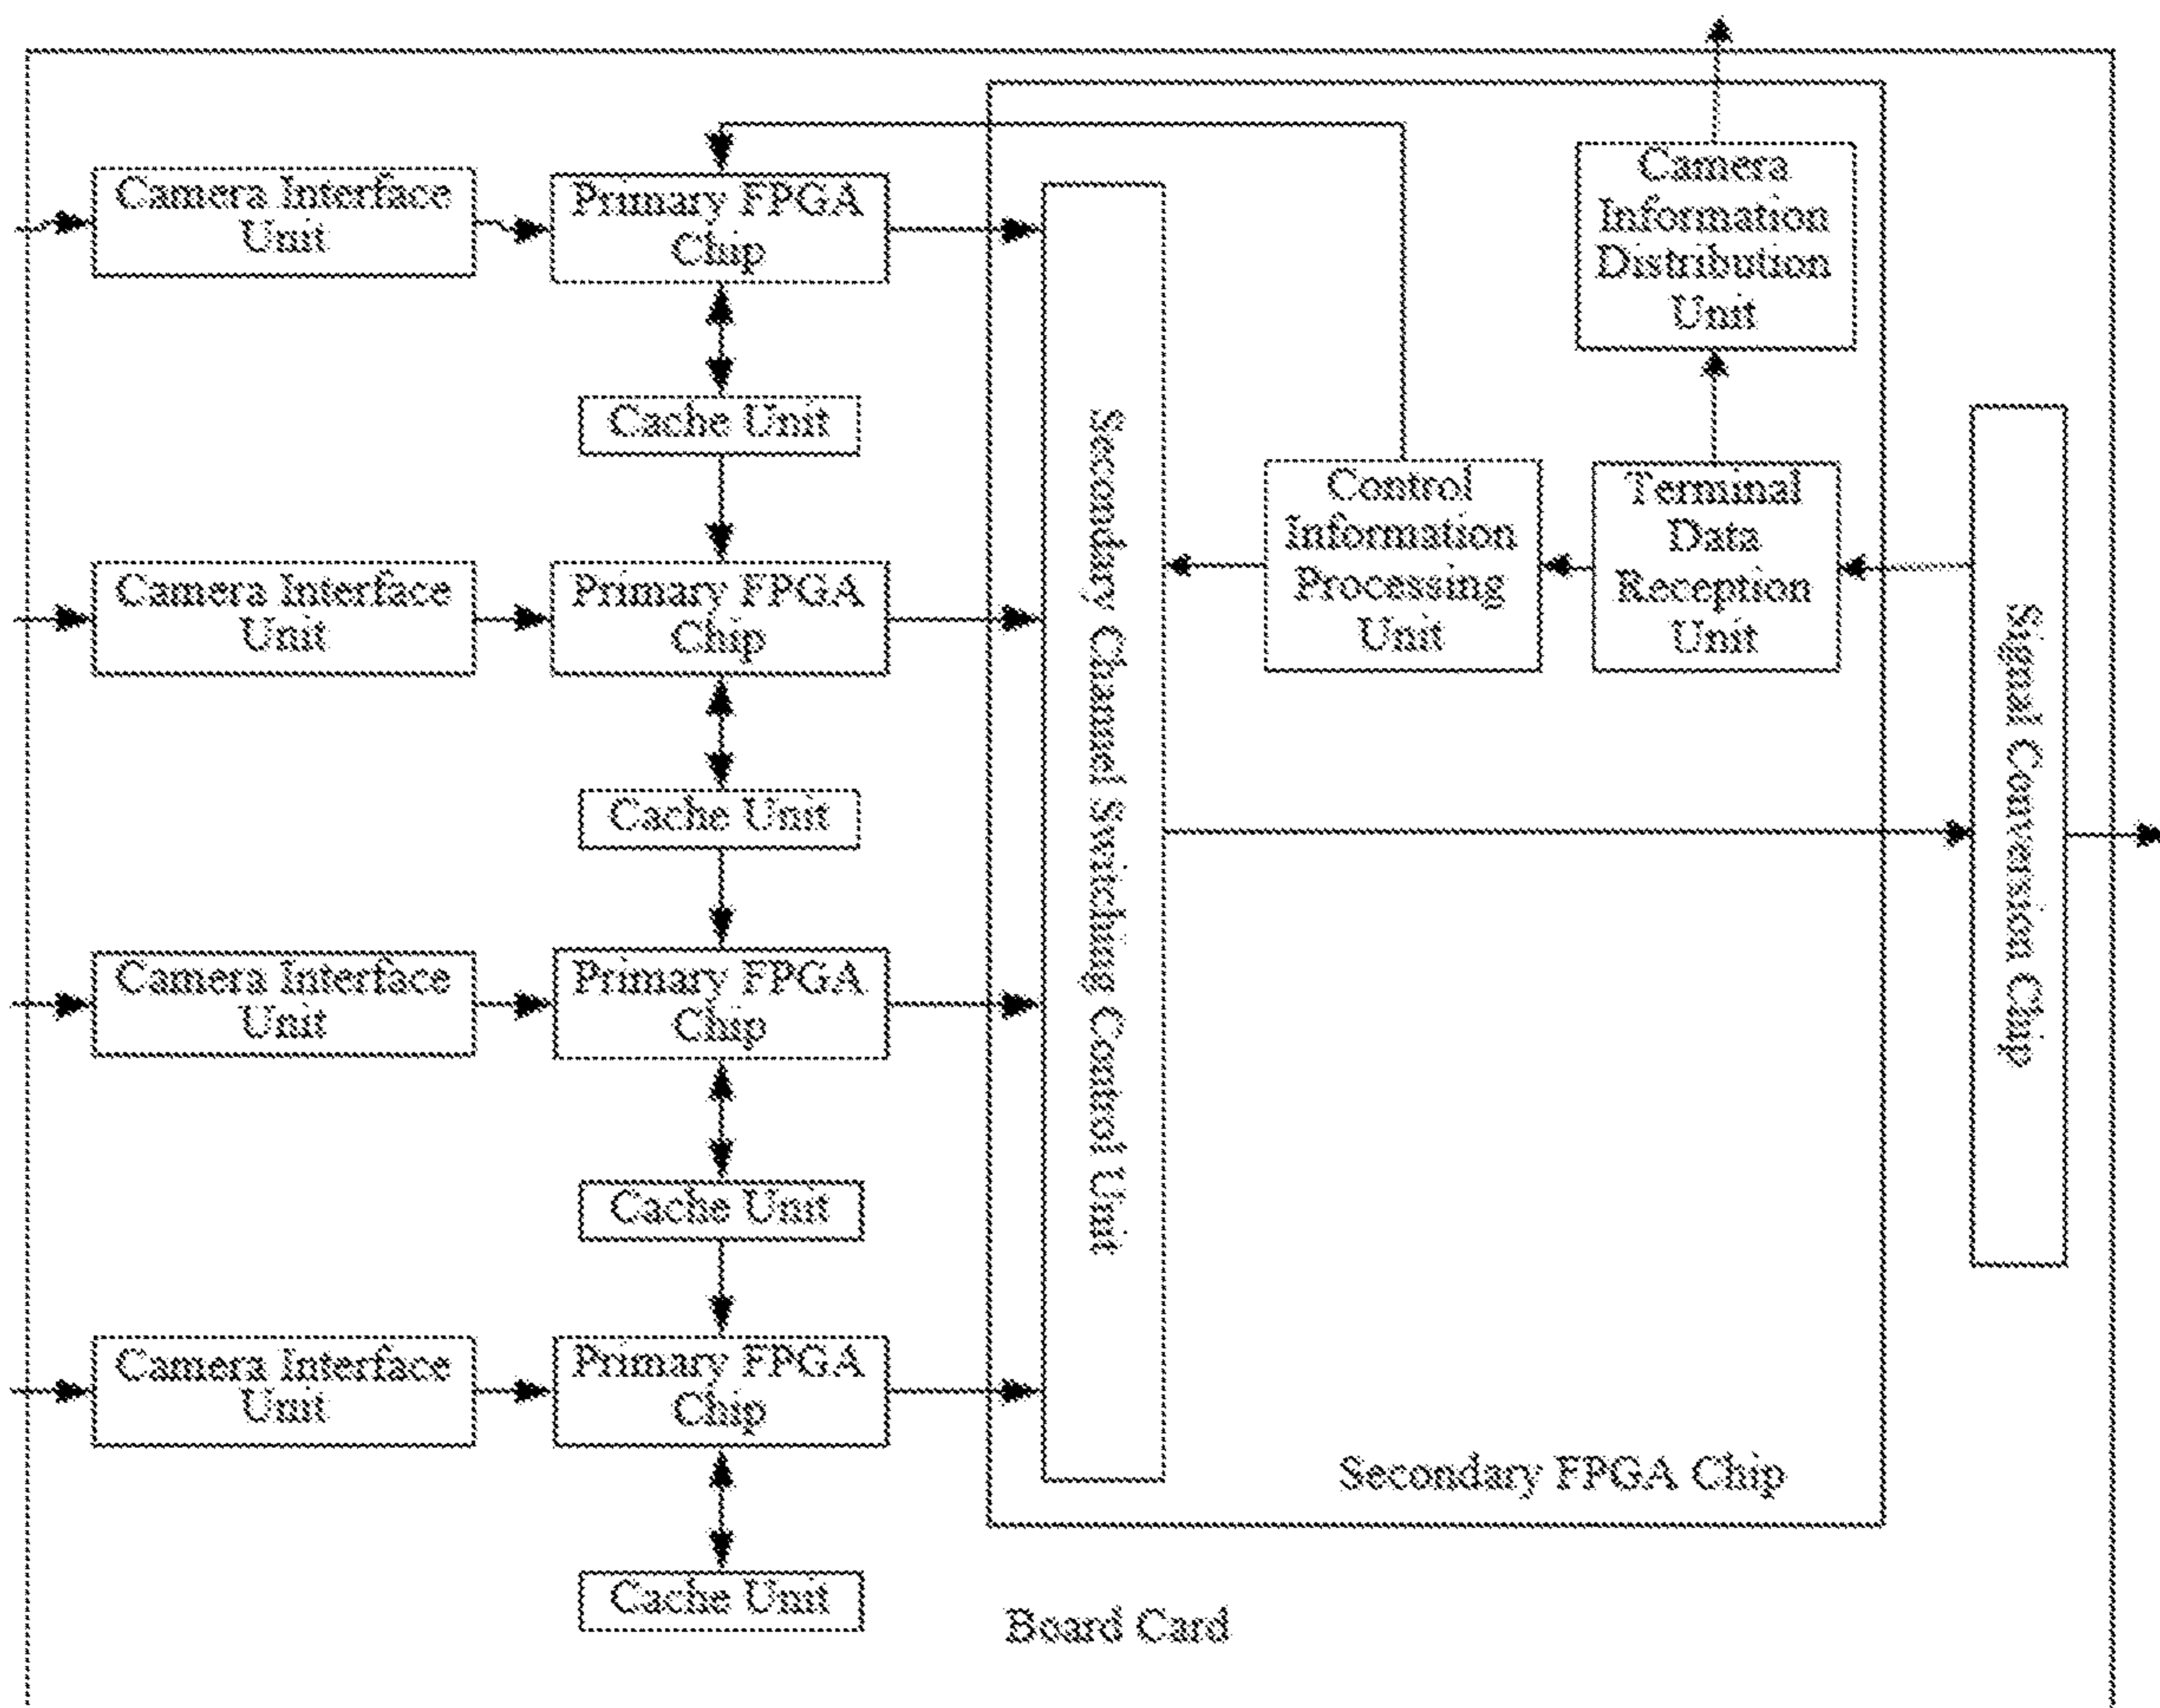 Camera Interface
Unit
Primary FPGA
Chip
Camera
Information
Distribution
Unit
Cache Unit
Control
Information
Processing
Unit
Terminal
Data
Reception
Unit
Camera Interface
Unit
Primary FPGA
Chip
Secondary Channel Switching Control Unit
Signal Conversion Chip
Cache Unit
Camera Interface
Unit
Primary FPGA
Chip
Cache Unit
Camera Interface
Unit
Primary FPGA
Chip
Secondary FPGA Chip
Cache Unit
Board Card